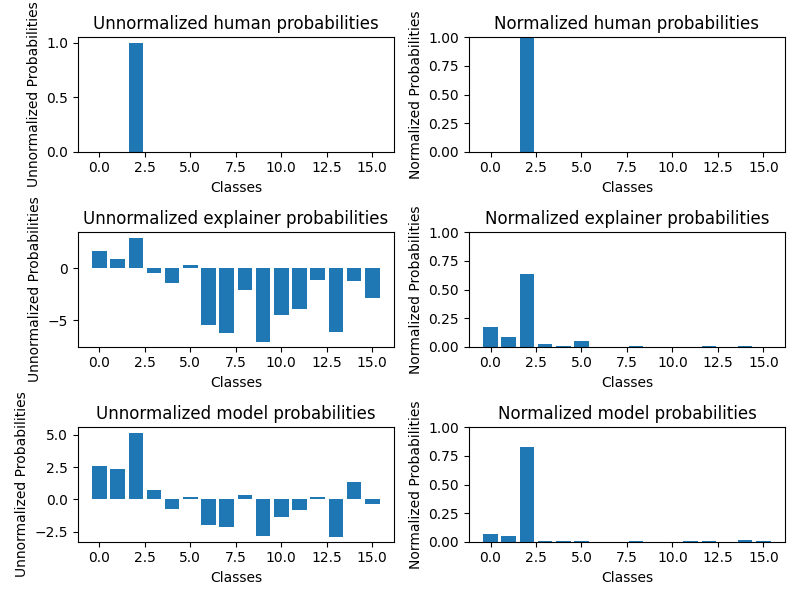 Unnormalized human probabilities
Unnormalized Probabilities
1.0
0.5
0.0
0.0 2.5 5.0 7.5 10.0 12.5 15.0
Classes
Normalized human probabilities
Normalized Probabilities
1.00
0.75
0.50
0.25
0.00
0.0 2.5 5.0 7.5 10.0 12.5 15.0
Classes
Unnormalized explainer probabilities
Unnormalized Probabilities
0
−5
0.0 2.5 5.0 7.5 10.0 12.5 15.0
Classes
Normalized explainer probabilities
Normalized Probabilities
1.00
0.75
0.50
0.25
0.00
0.0 2.5 5.0 7.5 10.0 12.5 15.0
Classes
Unnormalized model probabilities
Unnormalized Probabilities
5.0
2.5
0.0
−2.5
0.0 2.5 5.0 7.5 10.0 12.5 15.0
Classes
Normalized model probabilities
Normalized Probabilities
1.00
0.75
0.50
0.25
0.00
0.0 2.5 5.0 7.5 10.0 12.5 15.0
Classes